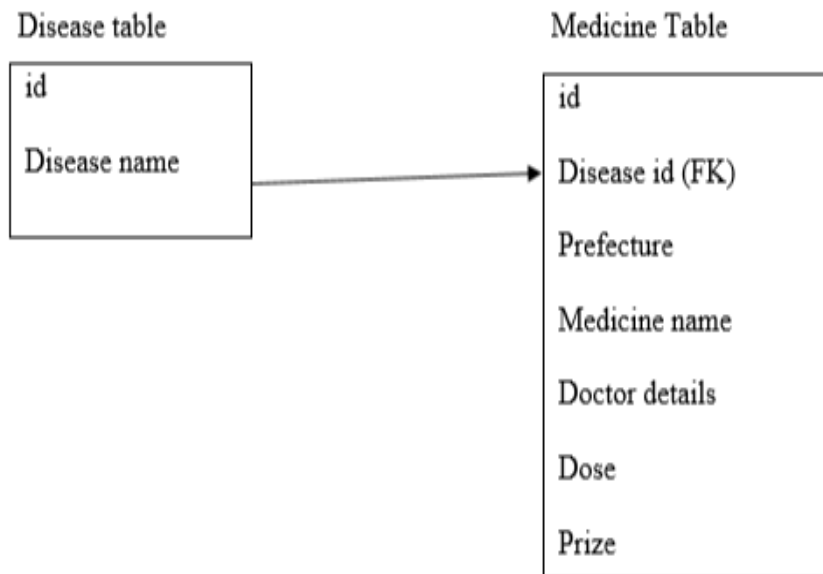 Disease table
id
Disease name
Medicine Table
id
Disease id (FK)
Prefecture
Medicine name
Doctor details
Dose
Prize